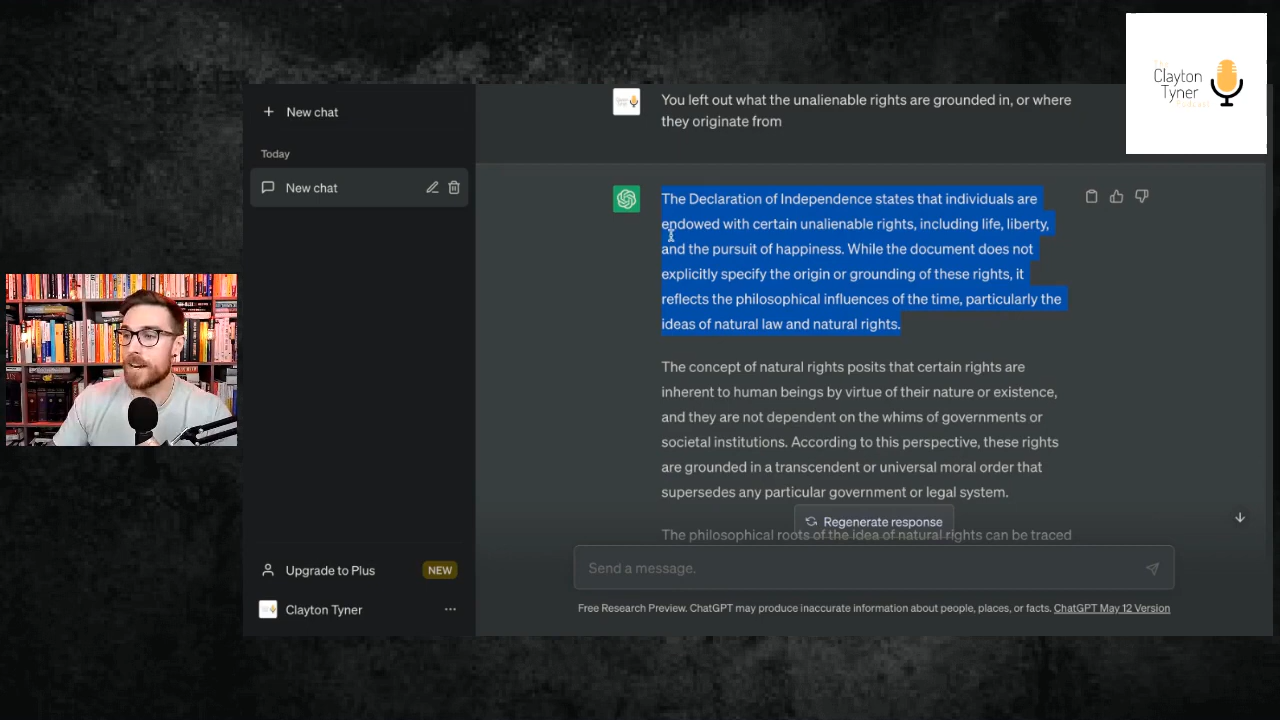 The
Clayton
Tyner
Podcast
New chat
Today
New chat
Upgrade to Plus
NEW
Clayton Tyner
You left out what the unalienable rights are grounded in, or where
they originate from
The Declaration of Independence states that individuals are
endowed with certain unalienable rights, including life, liberty,
and the pursuit of happiness. While the document does not
explicitly specify the origin or grounding of these rights, it
reflects the philosophical influences of the time, particularly the
ideas of natural law and natural rights.
The concept of natural rights posits that certain rights are
inherent to human beings by virtue of their nature or existence,
and they are not dependent on the whims of governments or
societal institutions. According to this perspective, these rights
are grounded in a transcendent or universal moral order that
supersedes any particular government or legal system.
The philosophical roots of the idea of natural rights can be traced
Regenerate response
Send a message.
Free Research Preview. ChatGPT may produce inaccurate information about people, places, or facts. ChatGPT May 12 Version